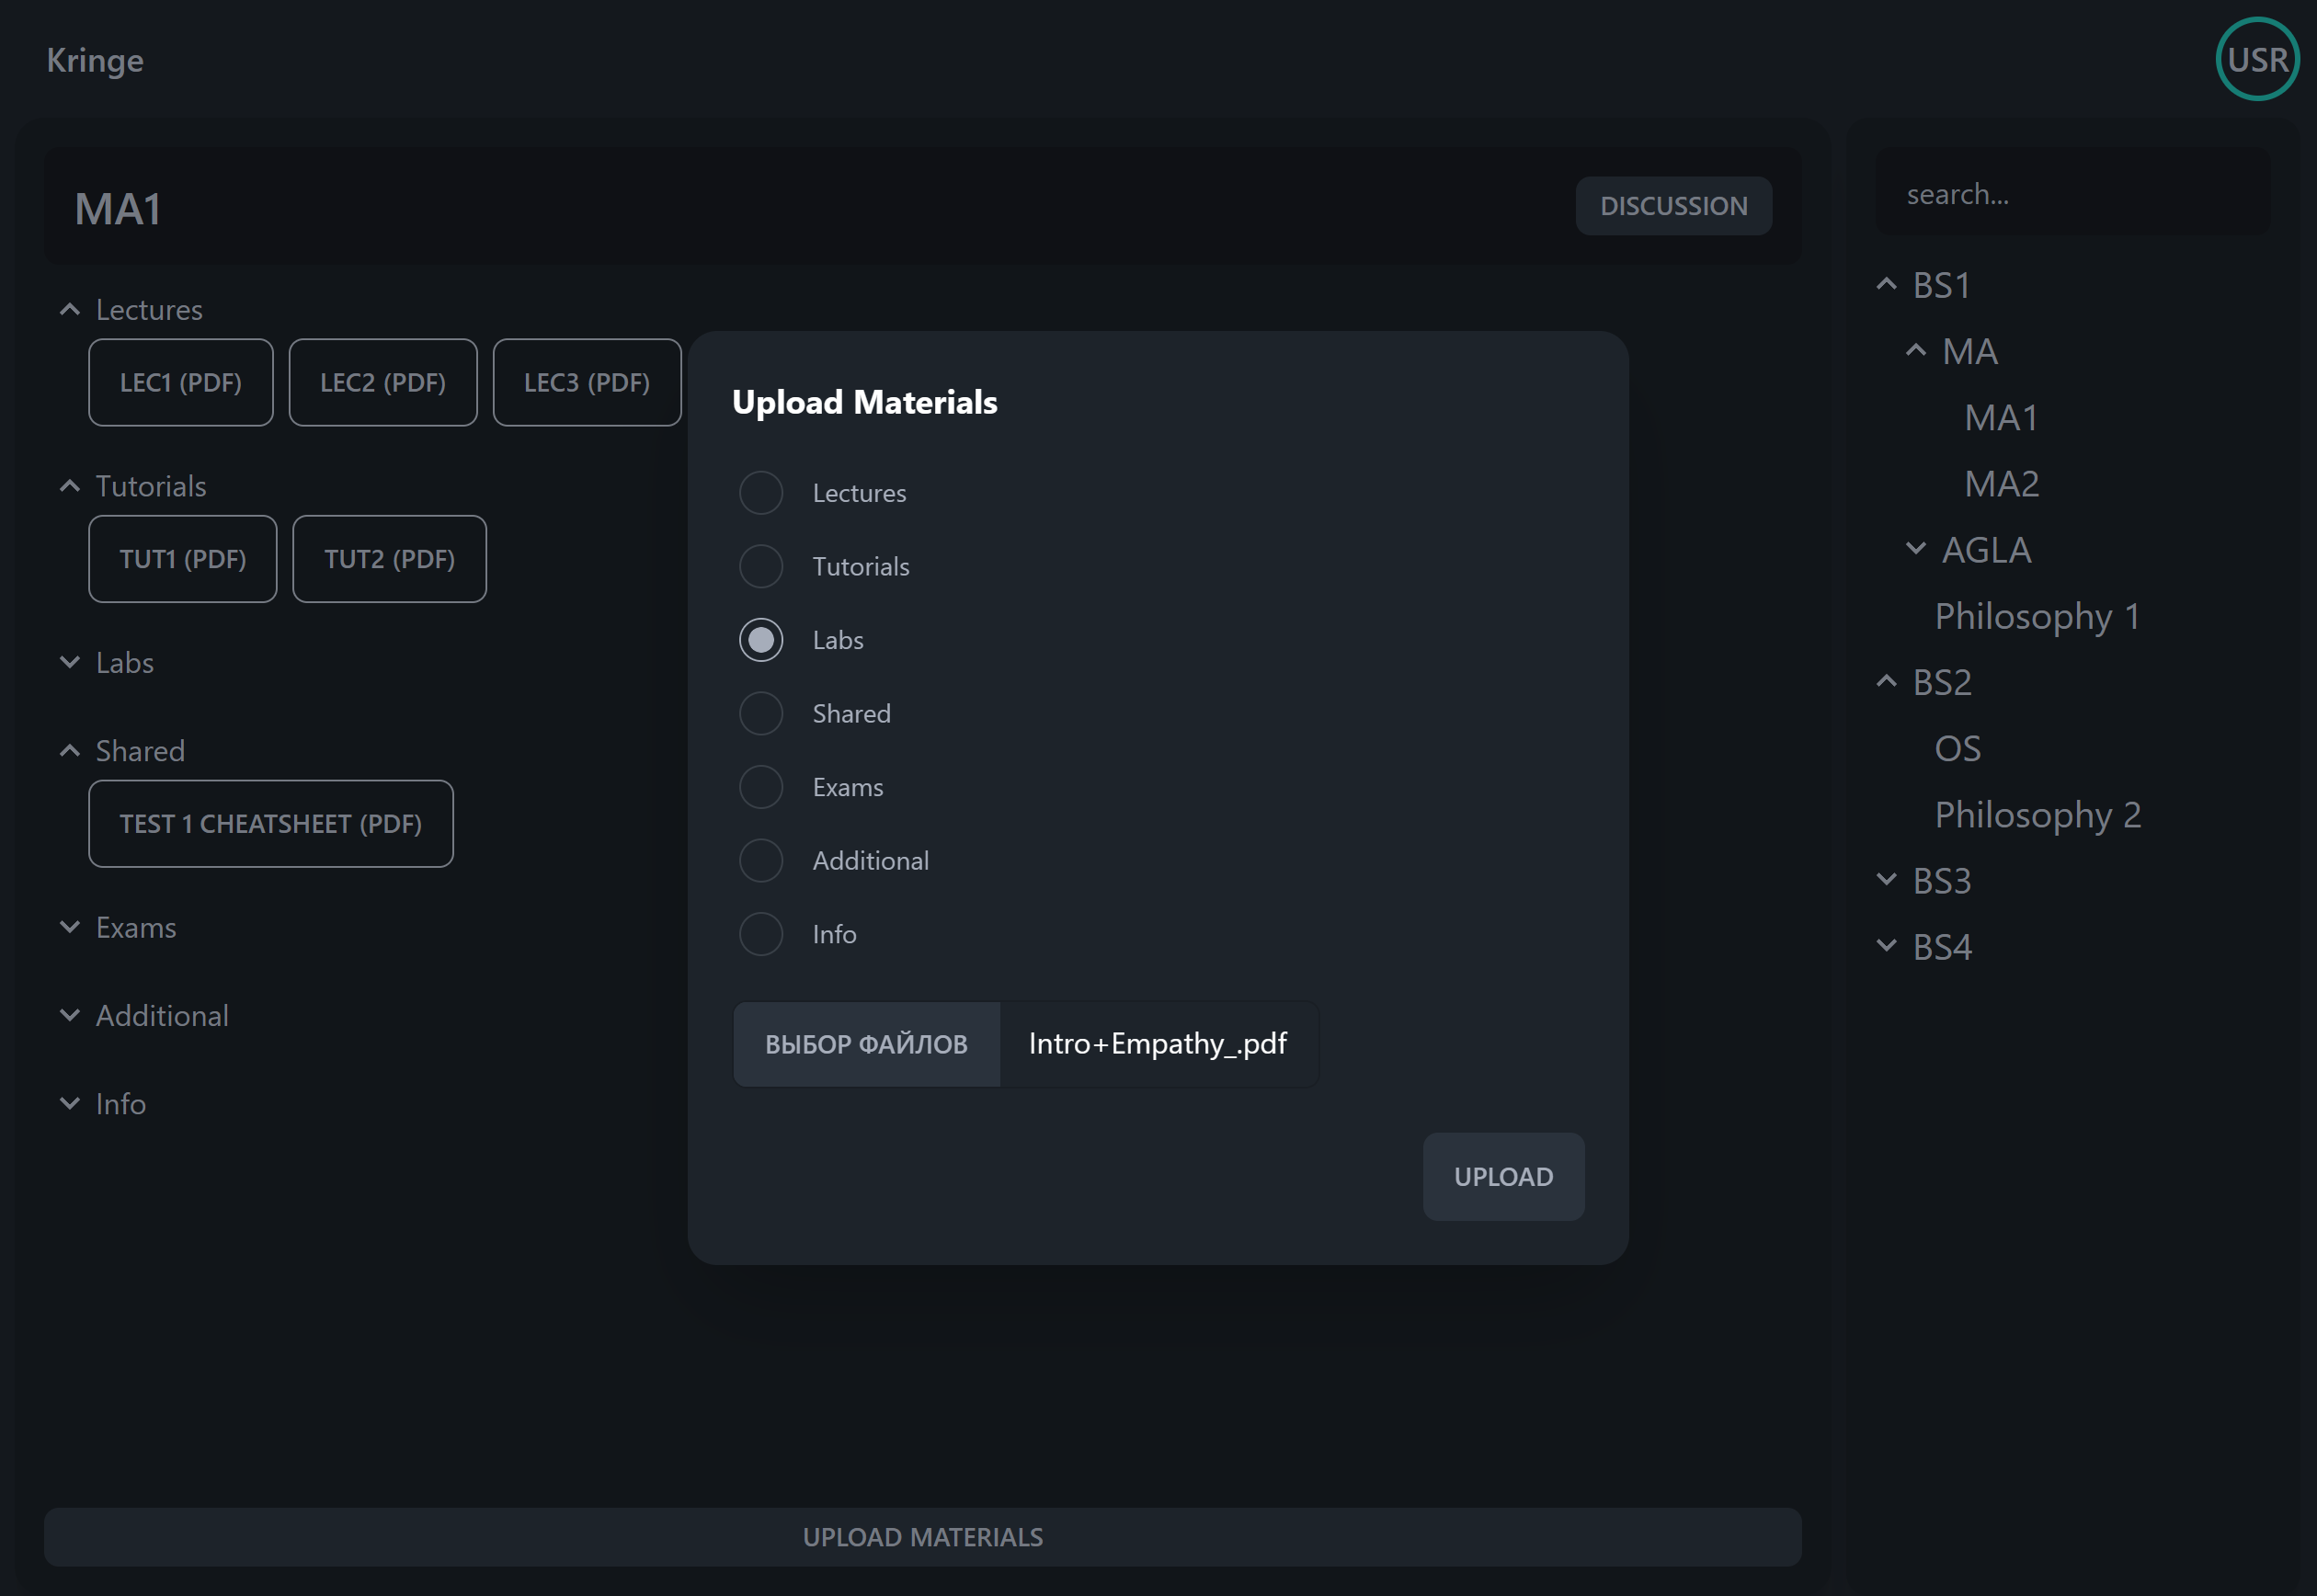 Kringe
USR
MA1
DISCUSSION
Lectures
LEC1 (PDF)
LEC2 (PDF)
LEC3 (PDF)
Tutorials
TUT1 (PDF)
TUT2 (PDF)
Labs
Shared
TEST 1 CHEATSHEET (PDF)
Exams
Additional
Info
UPLOAD MATERIALS
Upload Materials
Lectures
Tutorials
Labs
Shared
Exams
Additional
Info
ВЫБОР ФАЙЛОВ
Intro+Empathy_.pdf
UPLOAD
search...
BS1
MA
MA1
MA2
AGLA
Philosophy 1
BS2
OS
Philosophy 2
BS3
BS4